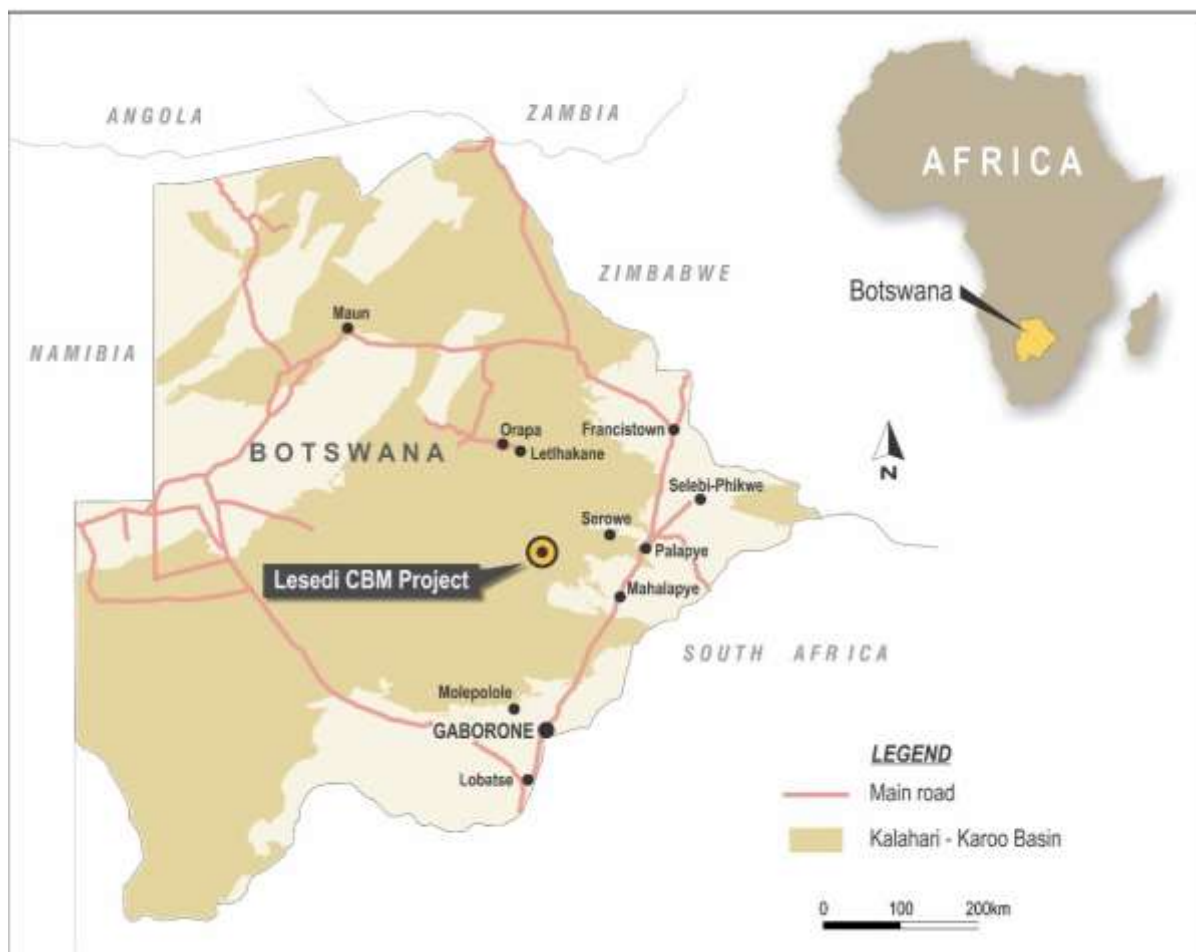 ANGOLA
ZAMBIA
AFRICA
ZIMBABWE
Botswana
Maun
NAMIBIA
BOTSWANA
Orapa
Letlhakane
Francistown
N
Selebi-Phikwe
Serowe
Palapye
Lesedi CBM Project
Mahalapye
SOUTH AFRICA
Molepolole
GABORONE
Lobatse
LEGEND
Main road
Kalahari - Karoo Basin
0 100 200km